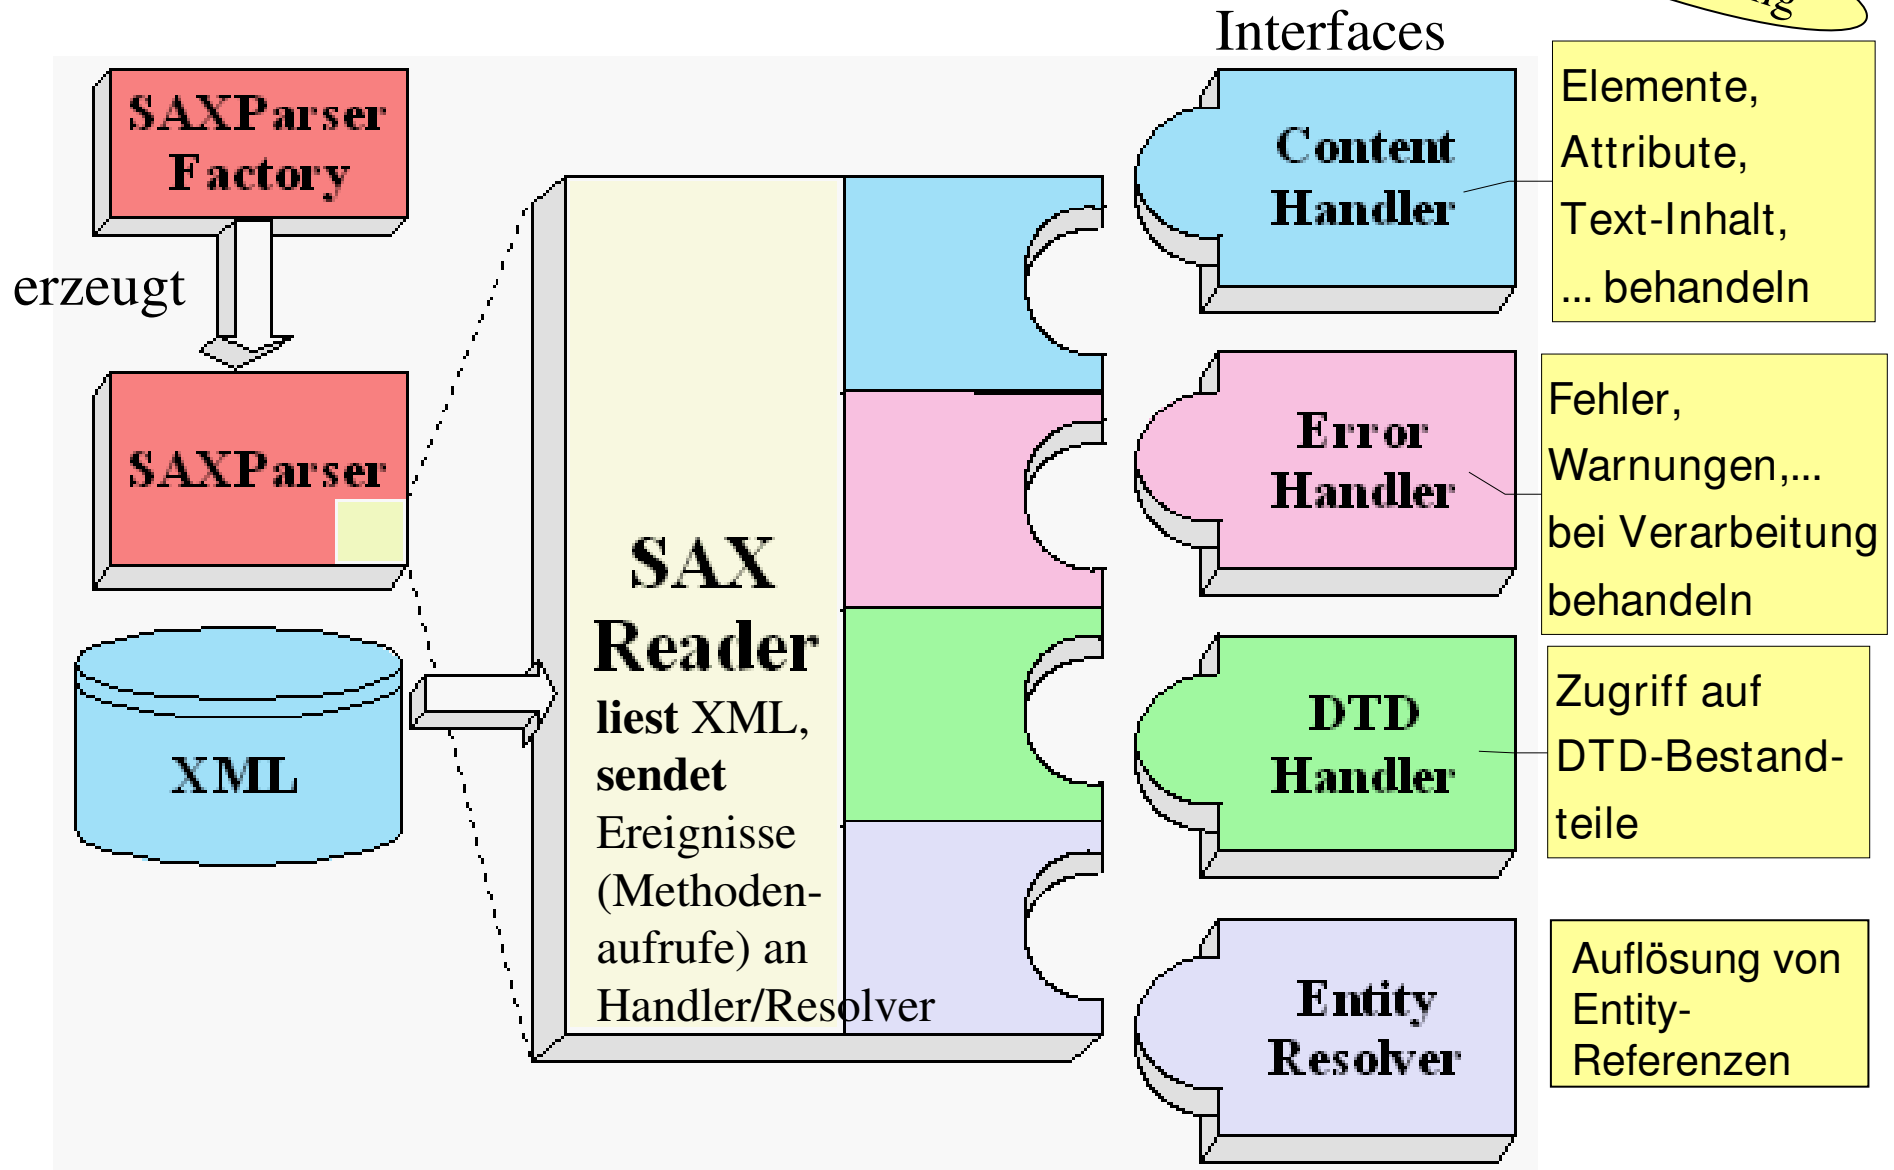 Interfaces
SAXParser
Factory
erzeugt
SAXParser
XML
SAX
Reader
liest XML,
sendet
Ereignisse
(Methoden-
aufrufe) an
Handler/Resolver
Content
Handler
Elemente,
Attribute,
Text-Inhalt,
... behandeln
Error
Handler
Fehler,
Warnungen,...
bei Verarbeitung
behandeln
DTD
Handler
Zugriff auf
DTD-Bestand-
teile
Entity
Resolver
Auflösung von
Entity-
Referenzen